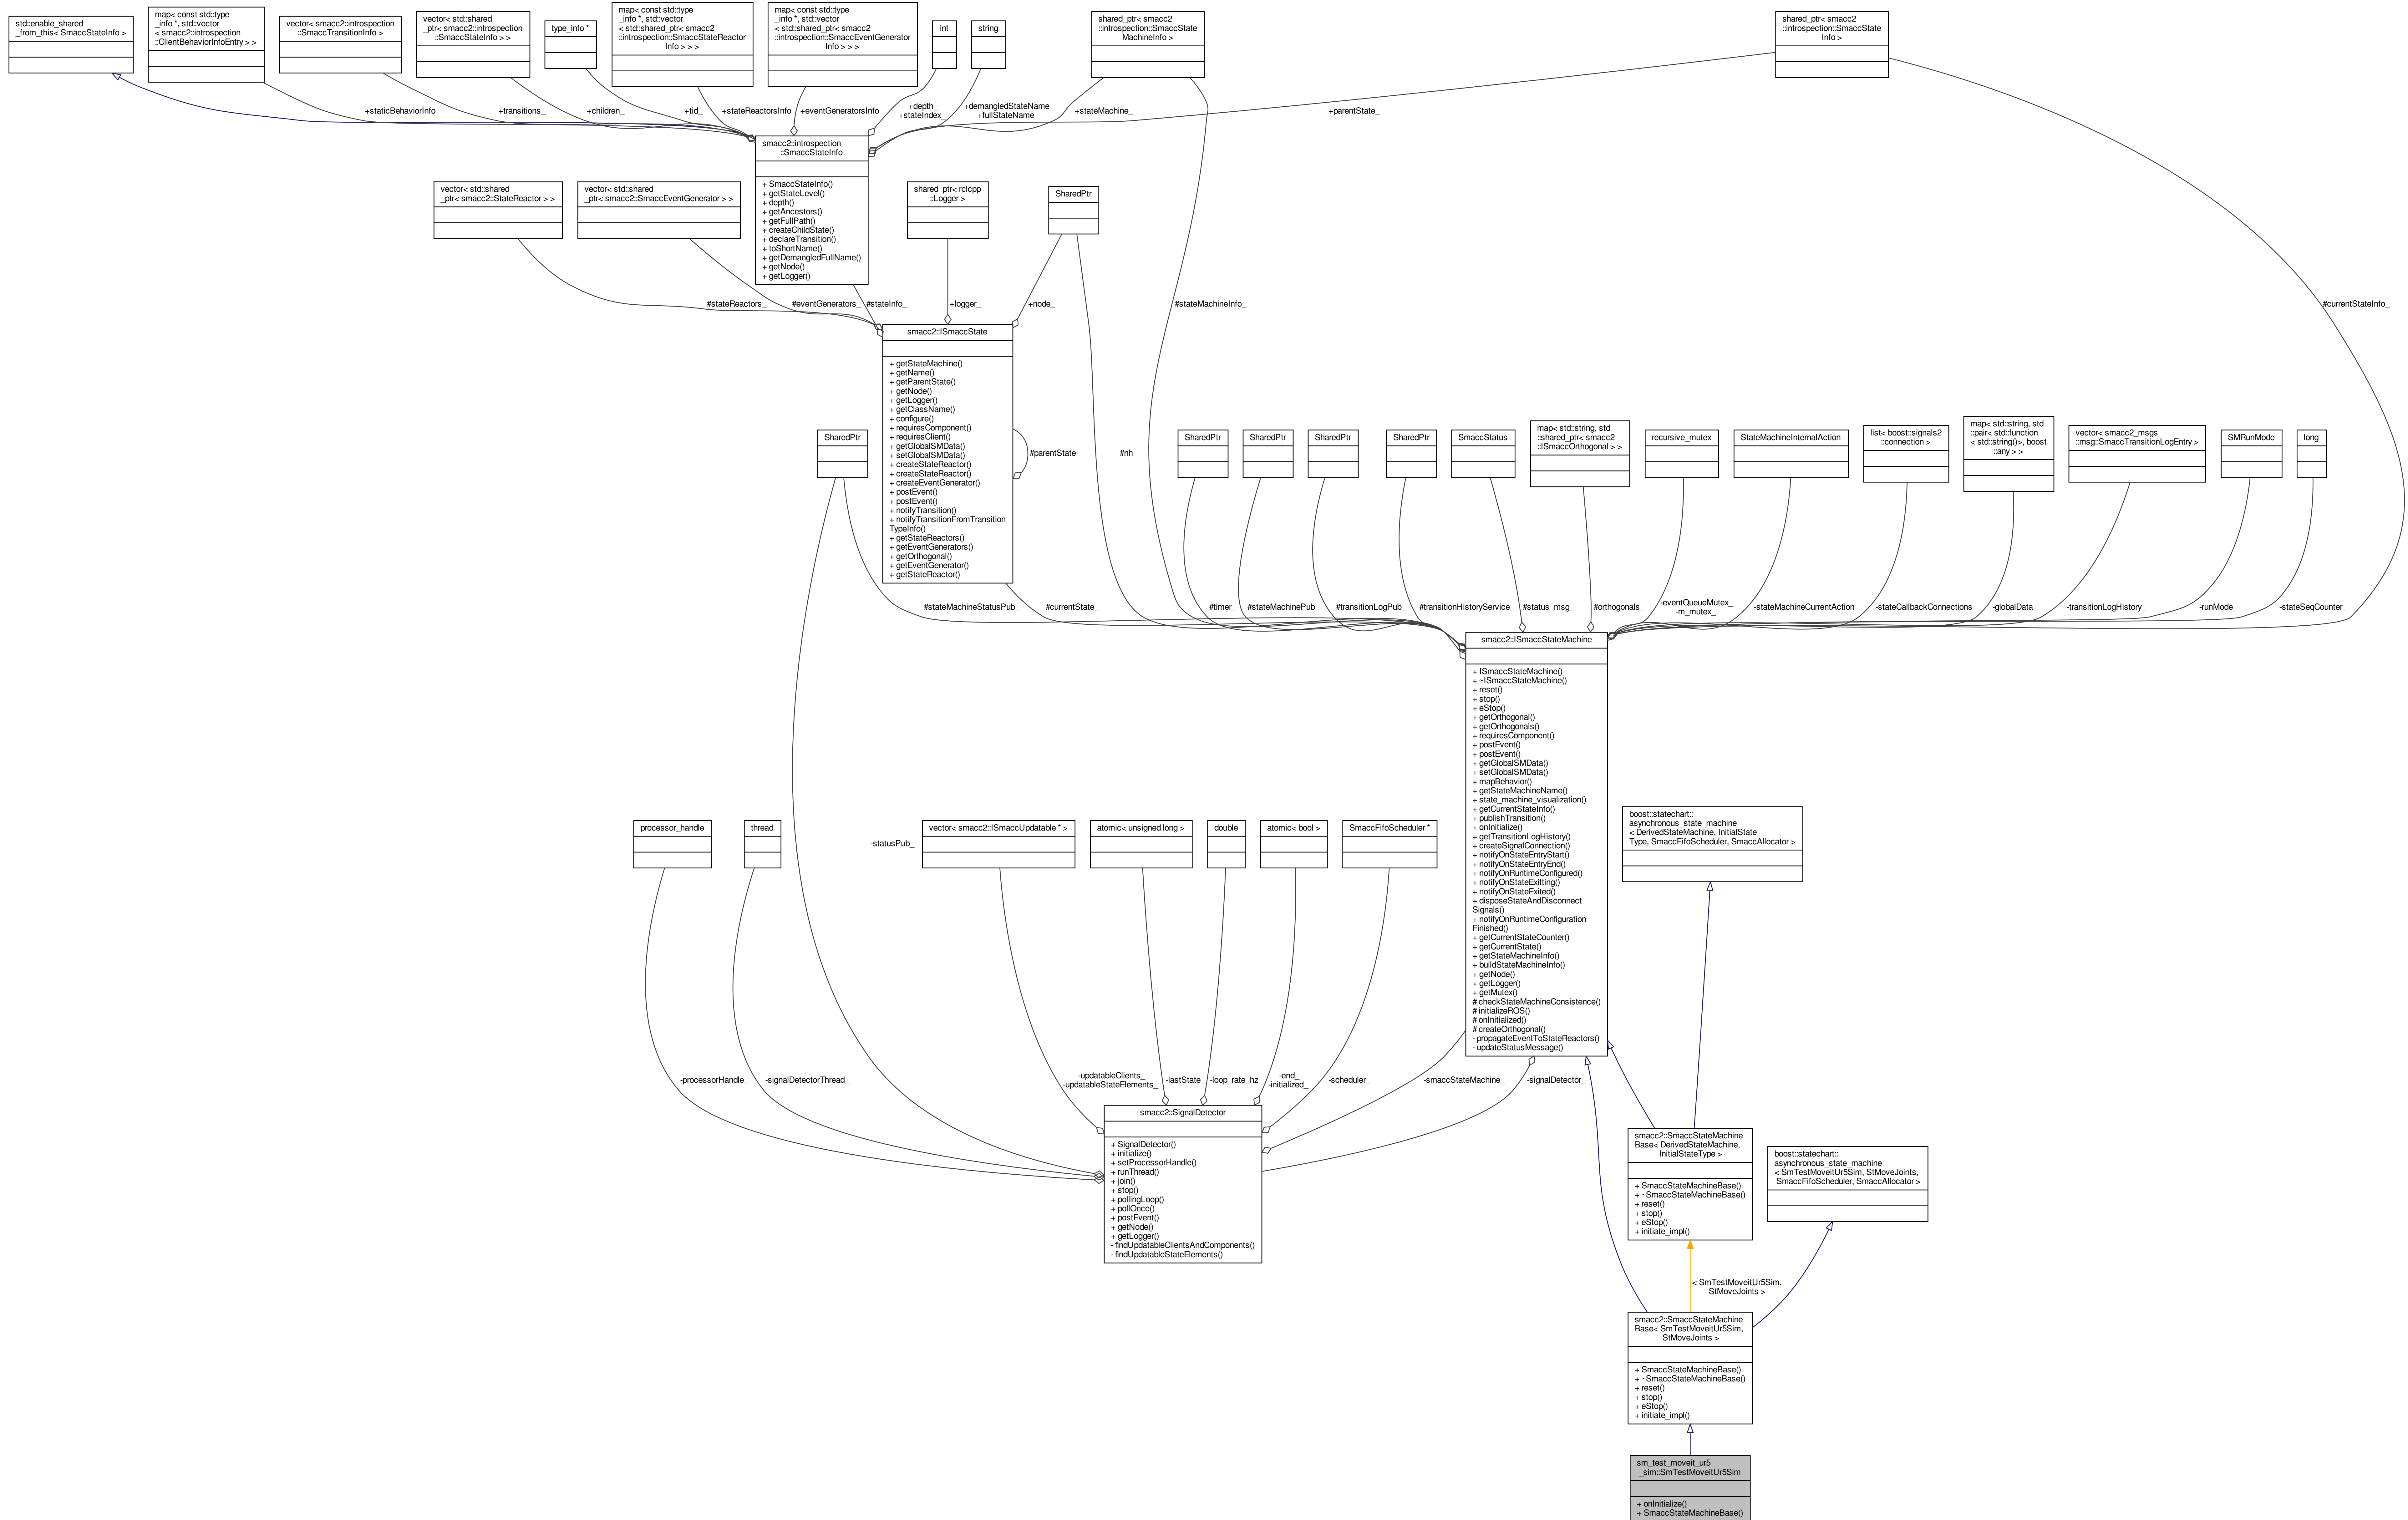 std::enable_shared
_from_this< SmaccStateInfo >
map< const std::type
_info *, std::vector
< smacc2::introspection
::ClientBehaviorInfoEntry > >
vector< smacc2::introspection
::SmaccTransitionInfo >
vector< std::shared
_ptr< smacc2::introspection
::SmaccStateInfo > >
type_info *
map< const std::type
_info *, std::vector
< std::shared_ptr< smacc2
::introspection::SmaccStateReactor
Info > > >
map< const std::type
_info *, std::vector
< std::shared_ptr< smacc2
::introspection::SmaccEventGenerator
Info > > >
int
string
shared_ptr< smacc2
::introspection::SmaccState
MachineInfo >
shared_ptr< smacc2
::introspection::SmaccState
Info >
+staticBehaviorInfo
+transitions_
+children_
+tid_
+stateReactorsInfo
+eventGeneratorsInfo
+depth_
+stateIndex_
+demangledStateName
+fullStateName
+stateMachine_
+parentState_
smacc2::introspection
::SmaccStateInfo
+ SmaccStateInfo()
+ getStateLevel()
+ depth()
+ getAncestors()
+ getFullPath()
+ createChildState()
+ declareTransition()
+ toShortName()
+ getDemangledFullName()
+ getNode()
+ getLogger()
vector< std::shared
_ptr< smacc2::StateReactor > >
vector< std::shared
_ptr< smacc2::SmaccEventGenerator > >
shared_ptr< rclcpp
::Logger >
SharedPtr
#stateReactors_
#eventGenerators_
#stateInfo_
+logger_
+node_
#stateMachineInfo_
#currentStateInfo_
smacc2::ISmaccState
+ getStateMachine()
+ getName()
+ getParentState()
+ getNode()
+ getLogger()
+ getClassName()
+ configure()
+ requiresComponent()
+ requiresClient()
+ getGlobalSMData()
+ setGlobalSMData()
+ createStateReactor()
+ createStateReactor()
+ createEventGenerator()
+ postEvent()
+ postEvent()
+ notifyTransition()
+ notifyTransitionFromTransition
TypeInfo()
+ getStateReactors()
+ getEventGenerators()
+ getOrthogonal()
+ getEventGenerator()
+ getStateReactor()
#parentState_
#nh_
SharedPtr
SharedPtr
SharedPtr
SharedPtr
SharedPtr
SmaccStatus
map< std::string, std
::shared_ptr< smacc2
::ISmaccOrthogonal > >
recursive_mutex
StateMachineInternalAction
list< boost::signals2
::connection >
map< std::string, std
::pair< std::function
< std::string()>, boost
::any > >
vector< smacc2_msgs
::msg::SmaccTransitionLogEntry >
SMRunMode
long
#stateMachineStatusPub_
#currentState_
#timer_
#stateMachinePub_
#transitionLogPub_
#transitionHistoryService_
#status_msg_
#orthogonals_
-eventQueueMutex_
-m_mutex_
-stateMachineCurrentAction
-stateCallbackConnections
-globalData_
-transitionLogHistory_
-runMode_
-stateSeqCounter_
smacc2::ISmaccStateMachine
+ ISmaccStateMachine()
+ ~ISmaccStateMachine()
+ reset()
+ stop()
+ eStop()
+ getOrthogonal()
+ getOrthogonals()
+ requiresComponent()
+ postEvent()
+ postEvent()
+ getGlobalSMData()
+ setGlobalSMData()
+ mapBehavior()
+ getStateMachineName()
+ state_machine_visualization()
+ getCurrentStateInfo()
+ publishTransition()
+ onInitialize()
+ getTransitionLogHistory()
+ createSignalConnection()
+ notifyOnStateEntryStart()
+ notifyOnStateEntryEnd()
+ notifyOnRuntimeConfigured()
+ notifyOnStateExitting()
+ notifyOnStateExited()
+ disposeStateAndDisconnect
Signals()
+ notifyOnRuntimeConfiguration
Finished()
+ getCurrentStateCounter()
+ getCurrentState()
+ getStateMachineInfo()
+ buildStateMachineInfo()
+ getNode()
+ getLogger()
+ getMutex()
# checkStateMachineConsistence()
# initializeROS()
# onInitialized()
# createOrthogonal()
- propagateEventToStateReactors()
- updateStatusMessage()
processor_handle
thread
-statusPub_
vector< smacc2::ISmaccUpdatable * >
atomic< unsigned long >
double
atomic< bool >
SmaccFifoScheduler *
boost::statechart::
asynchronous_state_machine
< DerivedStateMachine, InitialState
Type, SmaccFifoScheduler, SmaccAllocator >
-processorHandle_
-signalDetectorThread_
-updatableClients_
-updatableStateElements_
-lastState_
-loop_rate_hz
-end_
-initialized_
-scheduler_
-smaccStateMachine_
-signalDetector_
smacc2::SignalDetector
+ SignalDetector()
+ initialize()
+ setProcessorHandle()
+ runThread()
+ join()
+ stop()
+ pollingLoop()
+ pollOnce()
+ postEvent()
+ getNode()
+ getLogger()
- findUpdatableClientsAndComponents()
- findUpdatableStateElements()
smacc2::SmaccStateMachine
Base< DerivedStateMachine,
InitialStateType >
+ SmaccStateMachineBase()
+ ~SmaccStateMachineBase()
+ reset()
+ stop()
+ eStop()
+ initiate_impl()
boost::statechart::
asynchronous_state_machine
< SmTestMoveitUr5Sim, StMoveJoints,
SmaccFifoScheduler, SmaccAllocator >
< SmTestMoveitUr5Sim,
StMoveJoints >
smacc2::SmaccStateMachine
Base< SmTestMoveitUr5Sim,
StMoveJoints >
+ SmaccStateMachineBase()
+ ~SmaccStateMachineBase()
+ reset()
+ stop()
+ eStop()
+ initiate_impl()
sm_test_moveit_ur5
_sim::SmTestMoveitUr5Sim
+ onInitialize()
+ SmaccStateMachineBase()